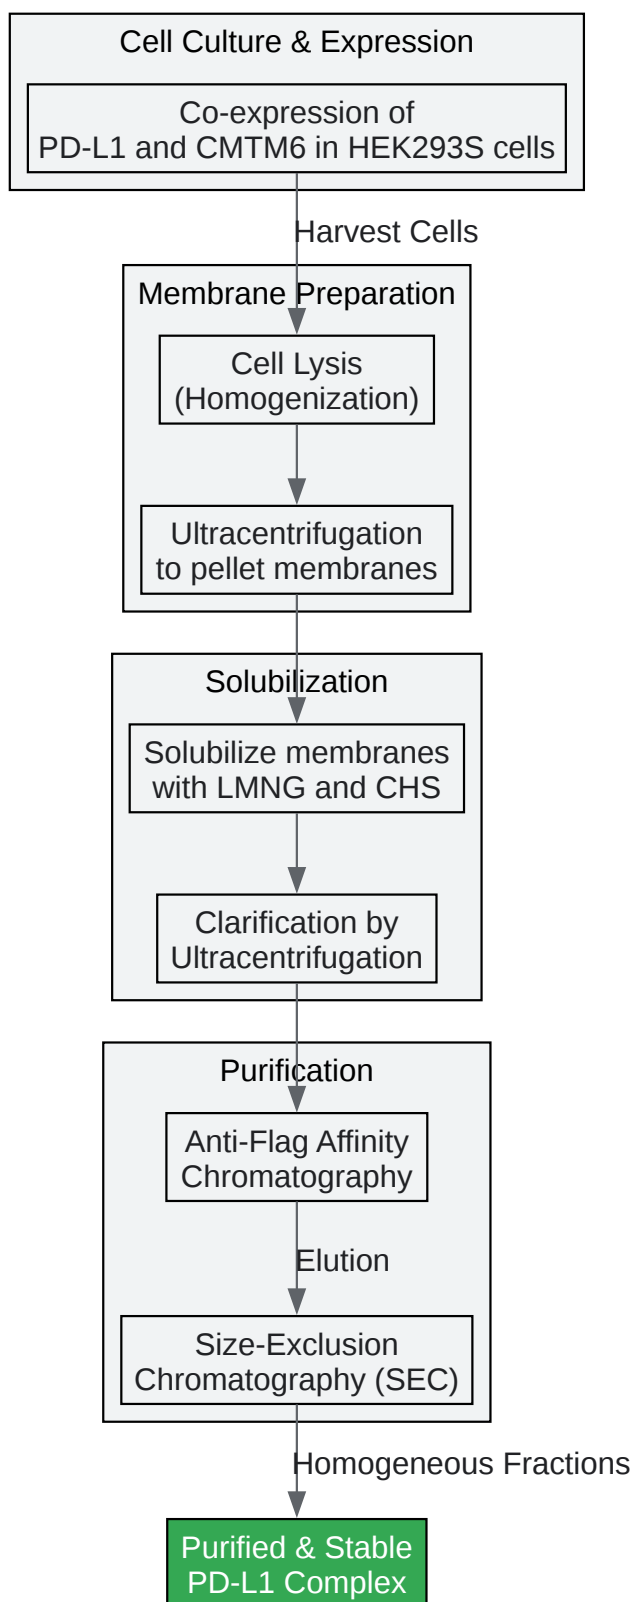 Cell Culture & Expression
Co-expression of
PD-L1 and CMTM6 in HEK293S cells
Harvest Cells
Membrane Preparation
Cell Lysis
(Homogenization)
Ultracentrifugation
to pellet membranes
Solubilization
Solubilize membranes
with LMNG and CHS
Clarification by
Ultracentrifugation
Purification
Anti-Flag Affinity
Chromatography
Elution
Size-Exclusion
Chromatography (SEC)
Homogeneous Fractions
Purified & Stable
PD-L1 Complex